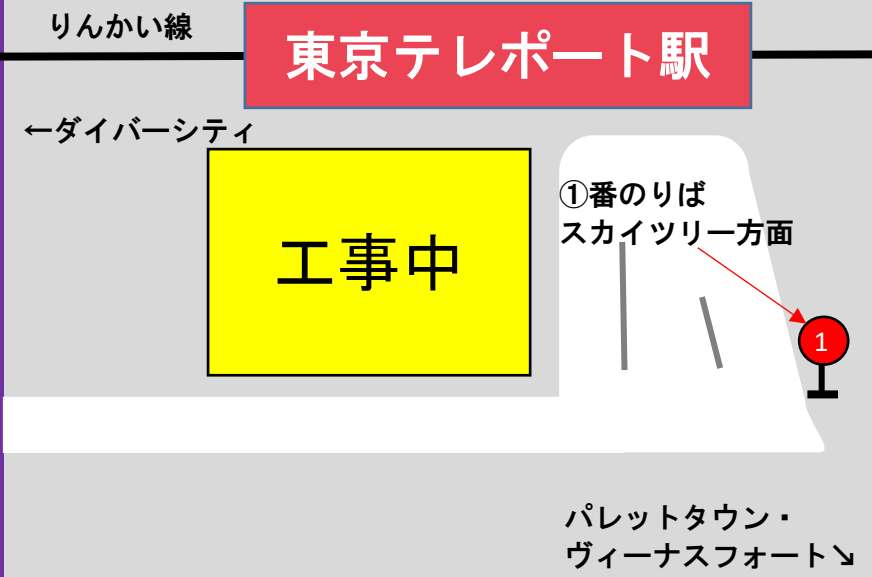 りんかい線
東京テレポート駅
←ダイバーシティ
①番のりば
スカイツリー方面
工事中
1
パレットタウン・
ヴィーナスフォート↘